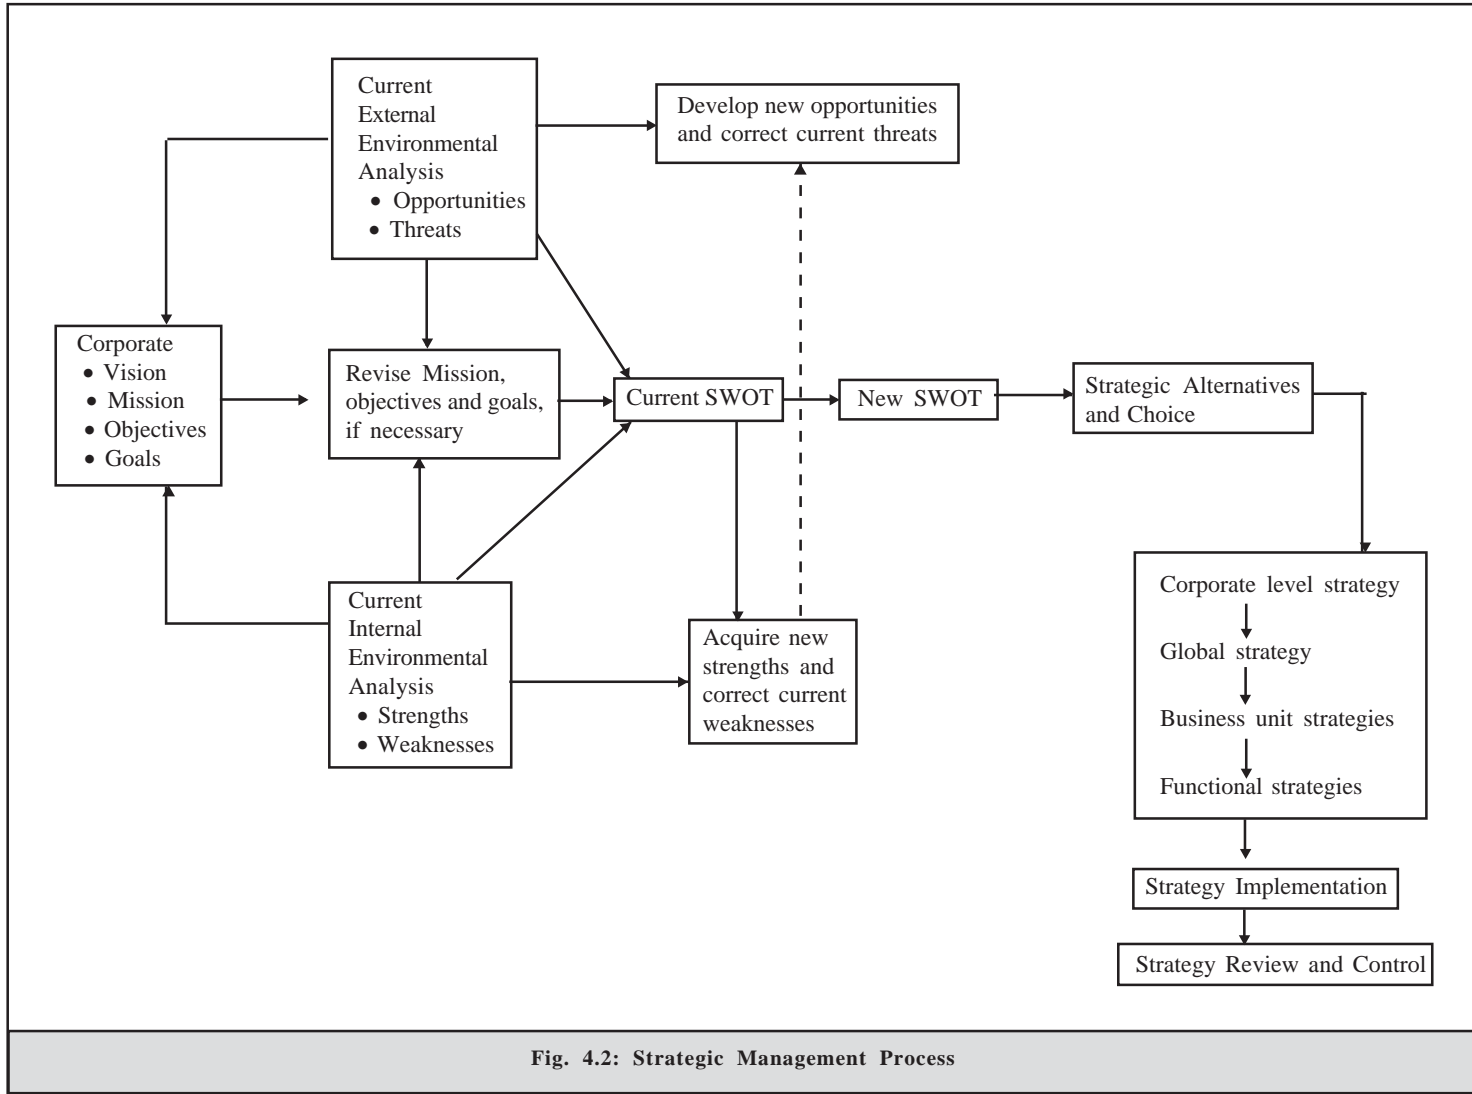 Current
External
Environmental
Analysis
• Opportunities
• Threats
Develop new opportunities
and correct current threats
Corporate
• Vision
• Mission
• Objectives
• Goals
Revise Mission,
objectives and goals,
if necessary
Current SWOT
New SWOT
Strategic Alternatives
and Choice
Current
Internal
Environmental
Analysis
• Strengths
• Weaknesses
Acquire new
strengths and
correct current
weaknesses
Corporate level strategy
Global strategy
Business unit strategies
Functional strategies
Strategy Implementation
Strategy Review and Control
Fig. 4.2: Strategic Management Process